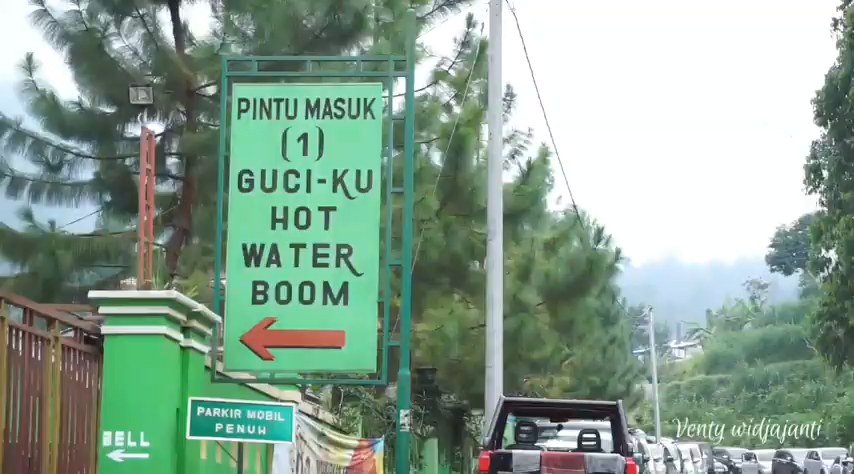 PINTU MASUK
(1)
GUCI-KU
HOT
WATER
BOOM
PARKIR MOBIL
PENUH
BELL
Venty widjajanti